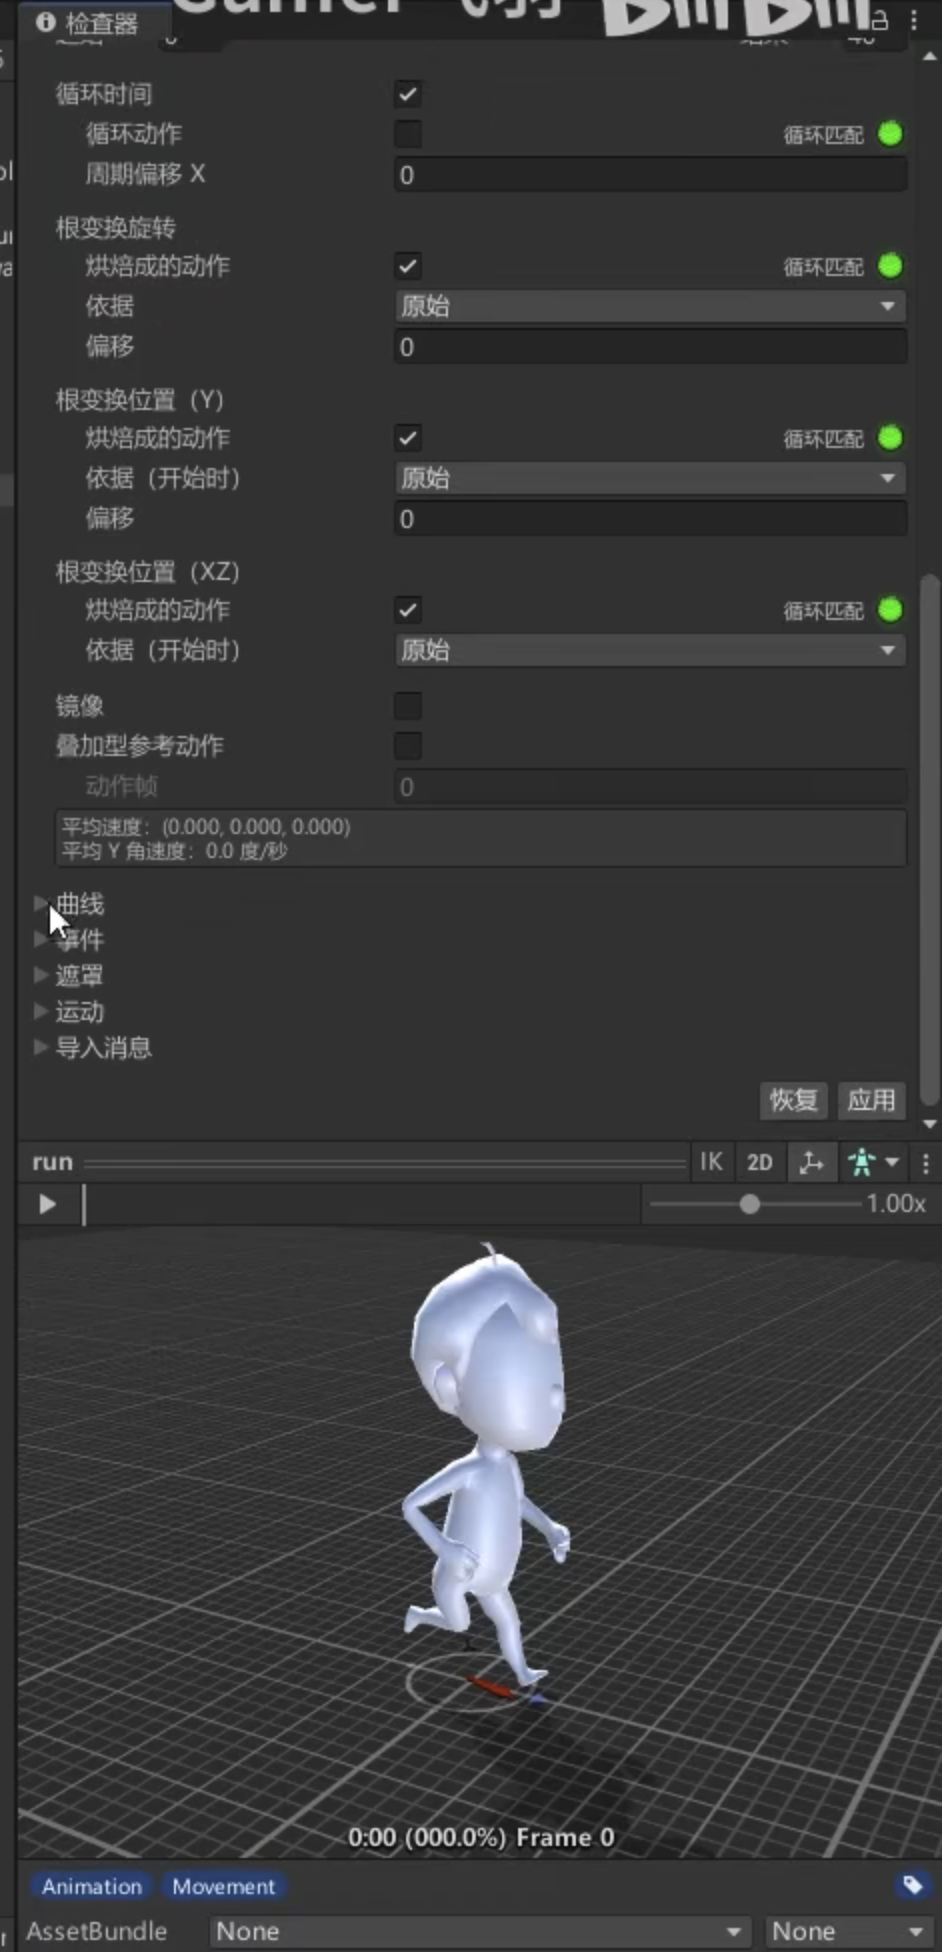 检查器
循环时间
循环动作 循环匹配
周期偏移 X 0
根变换旋转
烘焙成的动作 循环匹配
依据 原始
偏移 0
根变换位置（Y）
烘焙成的动作 循环匹配
依据（开始时） 原始
偏移 0
根变换位置（XZ）
烘焙成的动作 循环匹配
依据（开始时） 原始
镜像
叠加型参考动作
动作帧 0
平均速度：(0.000, 0.000, 0.000)
平均 Y 角速度：0.0 度/秒
曲线
事件
遮罩
运动
导入消息
恢复 应用
run IK 2D
1.00x
0:00 (000.0%) Frame 0
Animation Movement
AssetBundle None None